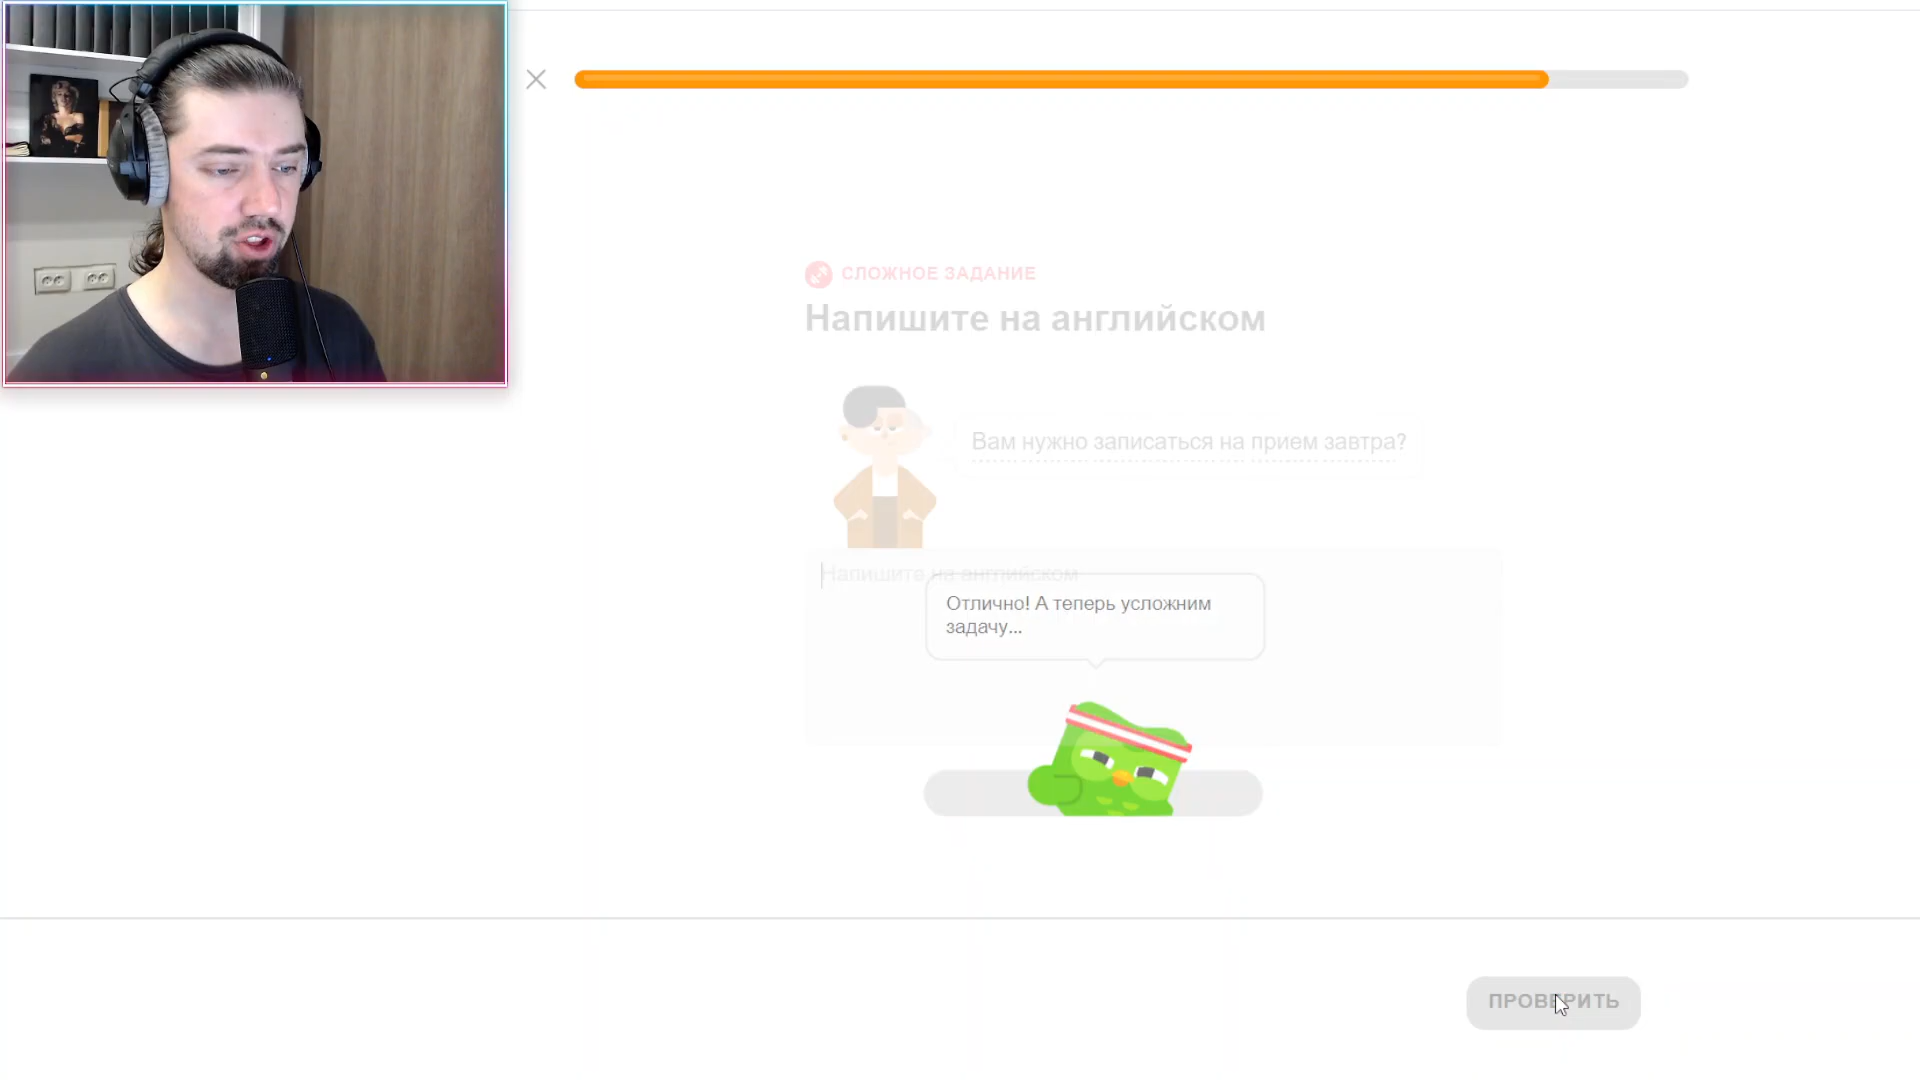 СЛОЖНОЕ ЗАДАНИЕ
Напишите на английском
Вам нужно записаться на прием завтра?
Напишите на английском
Отлично! А теперь усложним
задачу...
ПРОВЕРИТЬ